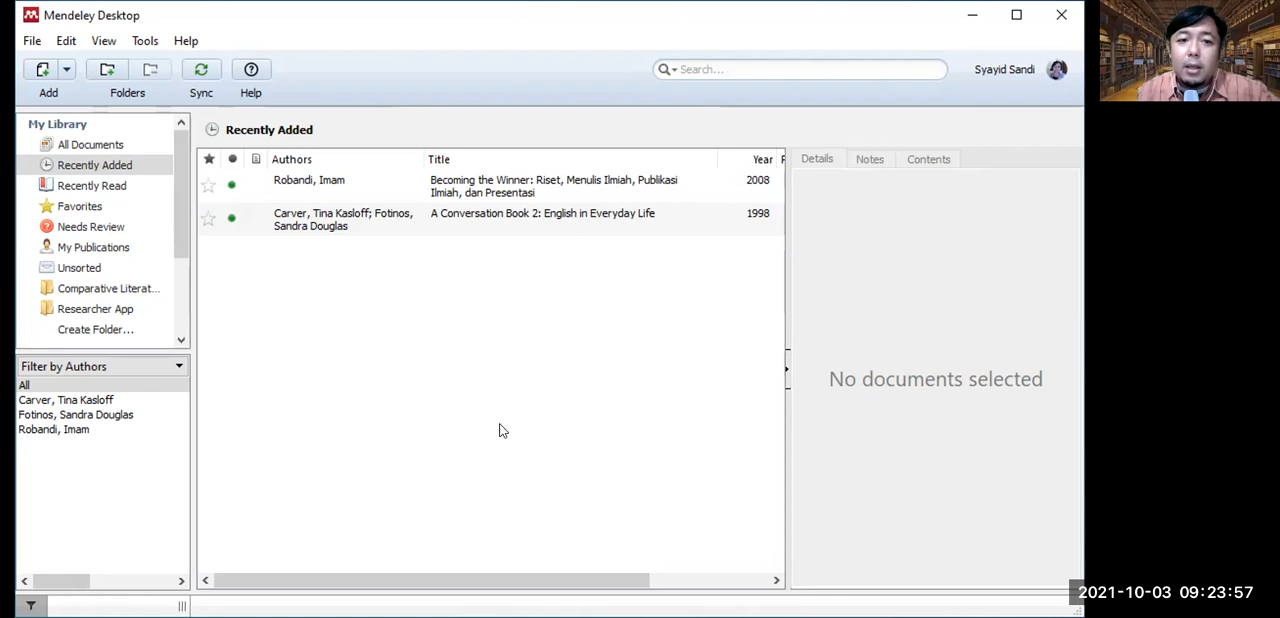 Mendeley Desktop
File Edit View Tools Help
Add Folders Sync Help
Search...
Syayid Sandi
My Library
All Documents
Recently Added
Recently Read
Favorites
Needs Review
My Publications
Unsorted
Comparative Literat...
Researcher App
Create Folder...
Filter by Authors
All
Carver, Tina Kasloff
Fotinos, Sandra Douglas
Robandi, Imam
Recently Added
Authors Title Year
Robandi, Imam Becoming the Winner: Riset, Menulis Ilmiah, Publikasi 2008
Ilmiah, dan Presentasi
Carver, Tina Kasloff; Fotinos, A Conversation Book 2: English in Everyday Life 1998
Sandra Douglas
Details Notes Contents
No documents selected
2021-10-03 09:23:57